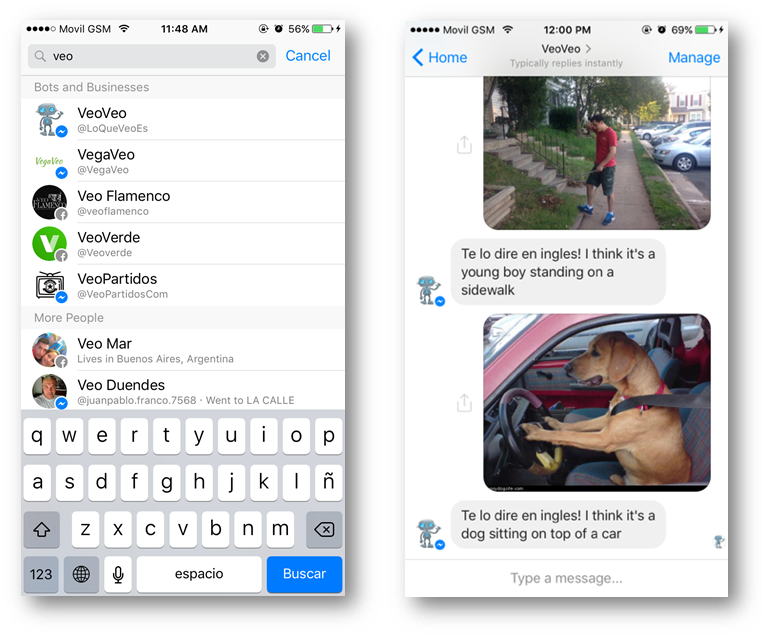 Movil GSM 11:48 AM 56%
veo Cancel
Bots and Businesses
VeoVeo
@LoQueVeoEs
VegaVeo
VegaVeo
@VegaVeo
VEO FLAMENCO
Veo Flamenco
@veoflamenco
V
VeoVerde
@Veoverde
VeoPartidos
@VeoPartidosCom
More People
Veo Mar
Lives in Buenos Aires, Argentina
Veo Duendes
@juanpablo.franco.7568 · Went to LA CALLE
q w e r t y u i o p
a s d f g h j k l ñ
z x c v b n m
123 espacio Buscar
Movil GSM 12:00 PM 69%
Home VeoVeo Manage
Typically replies instantly
Te lo dire en ingles! I think it's a
young boy standing on a
sidewalk
Te lo dire en ingles! I think it's a
dog sitting on top of a car
Type a message...